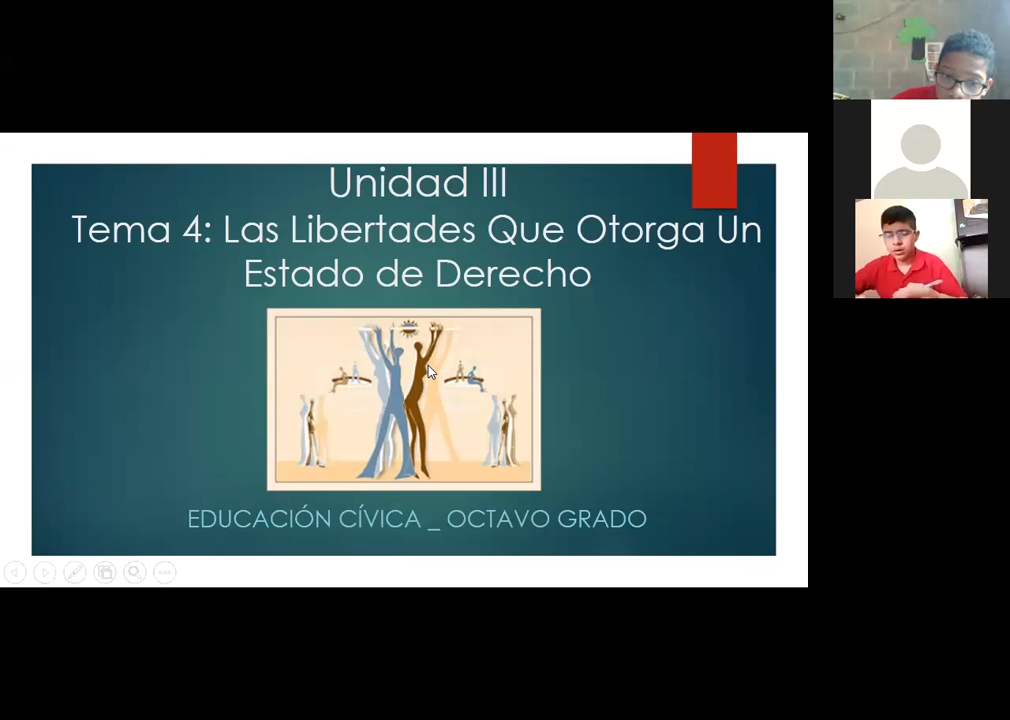 Unidad III
Tema 4: Las Libertades Que Otorga Un
Estado de Derecho
EDUCACIÓN CÍVICA _ OCTAVO GRADO